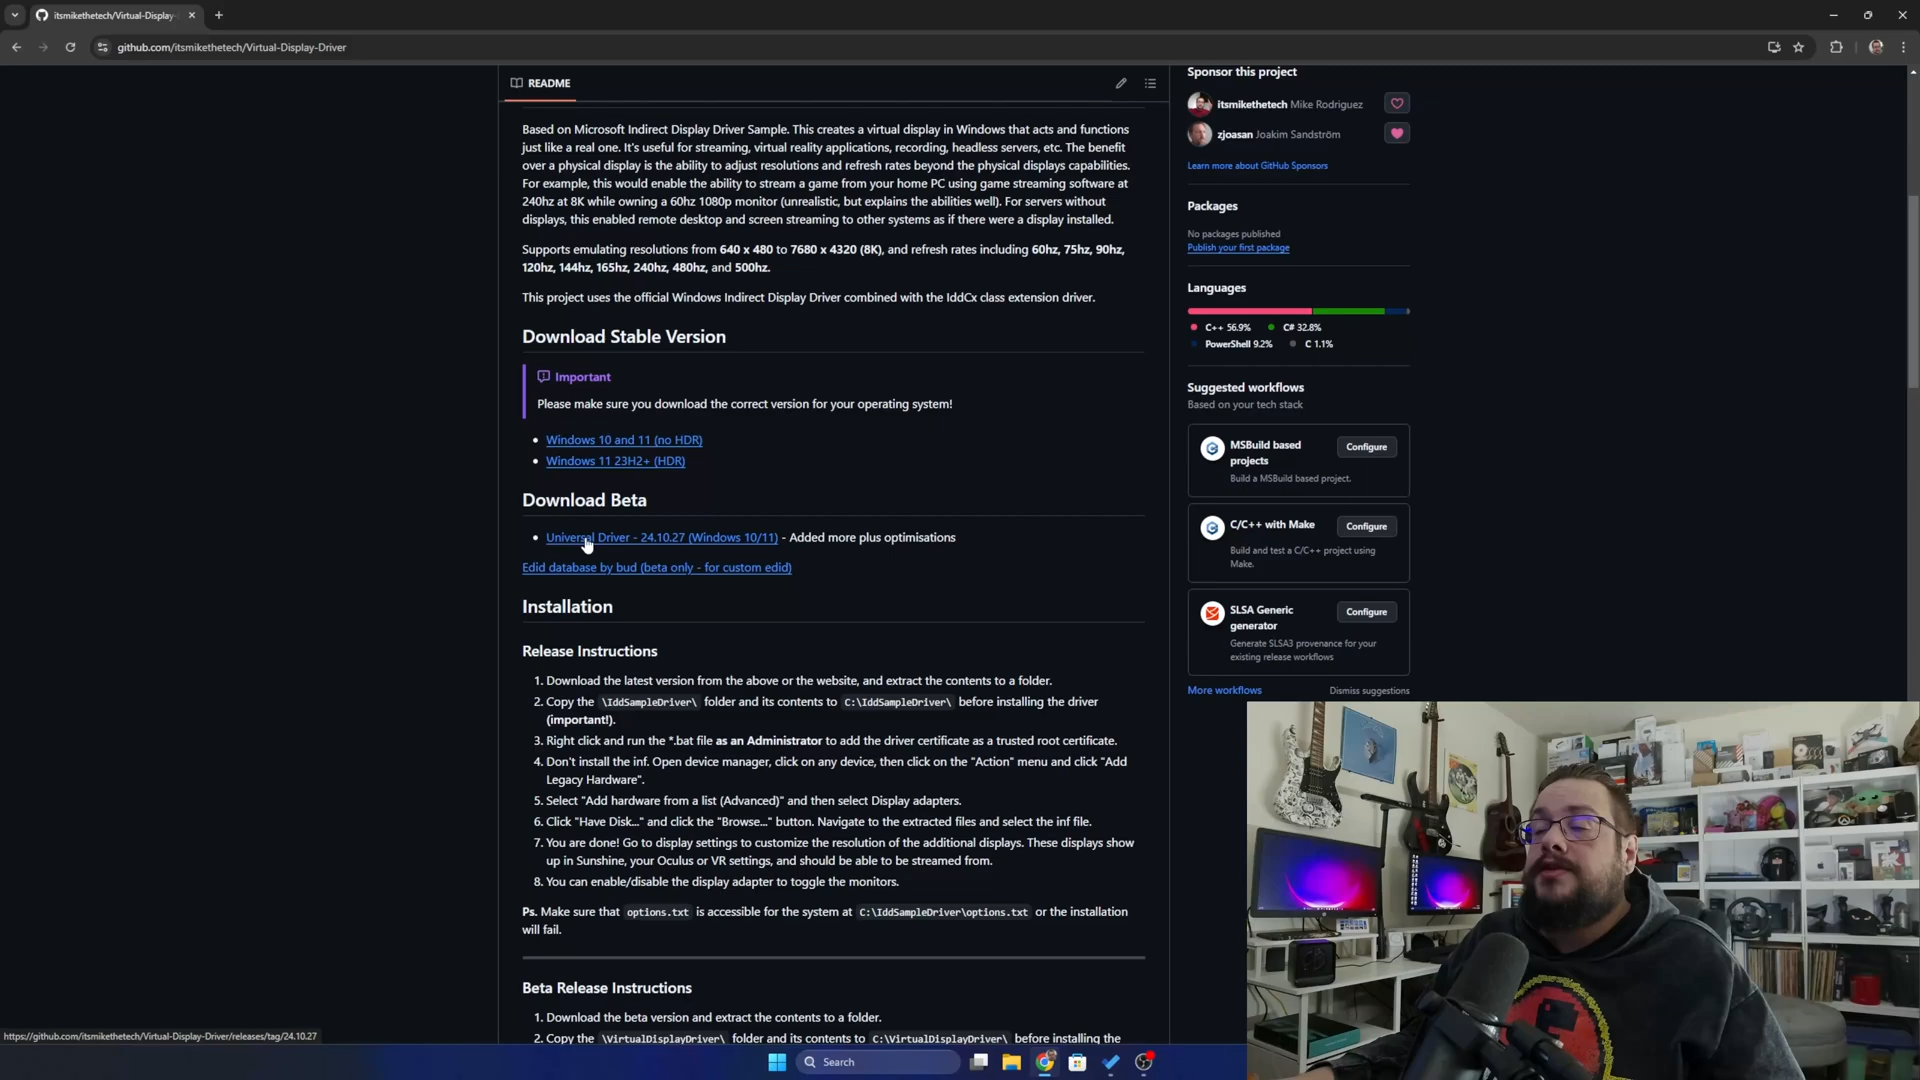 itsmikethetech/Virtual-Display-
github.com/itsmikethetech/Virtual-Display-Driver
README
Based on Microsoft Indirect Display Driver Sample. This creates a virtual display in Windows that acts and functions
just like a real one. It's useful for streaming, virtual reality applications, recording, headless servers, etc. The benefit
over a physical display is the ability to adjust resolutions and refresh rates beyond the physical displays capabilities.
For example, this would enable the ability to stream a game from your home PC using game streaming software at
240hz at 8K while owning a 60hz 1080p monitor (unrealistic, but explains the abilities well). For servers without
displays, this enabled remote desktop and screen streaming to other systems as if there were a display installed.
Supports emulating resolutions from 640 x 480 to 7680 x 4320 (8K), and refresh rates including 60hz, 75hz, 90hz,
120hz, 144hz, 165hz, 240hz, 480hz, and 500hz.
This project uses the official Windows Indirect Display Driver combined with the IddCx class extension driver.
Download Stable Version
Important
Please make sure you download the correct version for your operating system!
Windows 10 and 11 (no HDR)
Windows 11 23H2+ (HDR)
Download Beta
Universal Driver - 24.10.27 (Windows 10/11) - Added more plus optimisations
Edid database by bud (beta only - for custom edid)
Installation
Release Instructions
1. Download the latest version from the above or the website, and extract the contents to a folder.
2. Copy the \IddSampleDriver\ folder and its contents to C:\IddSampleDriver\ before installing the driver
(important!).
3. Right click and run the *.bat file as an Administrator to add the driver certificate as a trusted root certificate.
4. Don't install the inf. Open device manager, click on any device, then click on the "Action" menu and click "Add
Legacy Hardware".
5. Select "Add hardware from a list (Advanced)" and then select Display adapters.
6. Click "Have Disk..." and click the "Browse..." button. Navigate to the extracted files and select the inf file.
7. You are done! Go to display settings to customize the resolution of the additional displays. These displays show
up in Sunshine, your Oculus or VR settings, and should be able to be streamed from.
8. You can enable/disable the display adapter to toggle the monitors.
Ps. Make sure that options.txt is accessible for the system at C:\IddSampleDriver\options.txt or the installation
will fail.
Beta Release Instructions
1. Download the beta version and extract the contents to a folder.
2. Copy the \VirtualDisplayDriver\ folder and its contents to C:\VirtualDisplayDriver\ before installing the
Sponsor this project
itsmikethetech Mike Rodriguez
zjoasan Joakim Sandström
Learn more about GitHub Sponsors
Packages
No packages published
Publish your first package
Languages
C++ 56.9% C# 32.8%
PowerShell 9.2% C 1.1%
Suggested workflows
Based on your tech stack
MSBuild based
projects
Configure
Build a MSBuild based project.
C/C++ with Make
Configure
Build and test a C/C++ project using
Make.
SLSA Generic
generator
Configure
Generate SLSA3 provenance for your
existing release workflows
More workflows Dismiss suggestions
https://github.com/itsmikethetech/Virtual-Display-Driver/releases/tag/24.10.27
Search